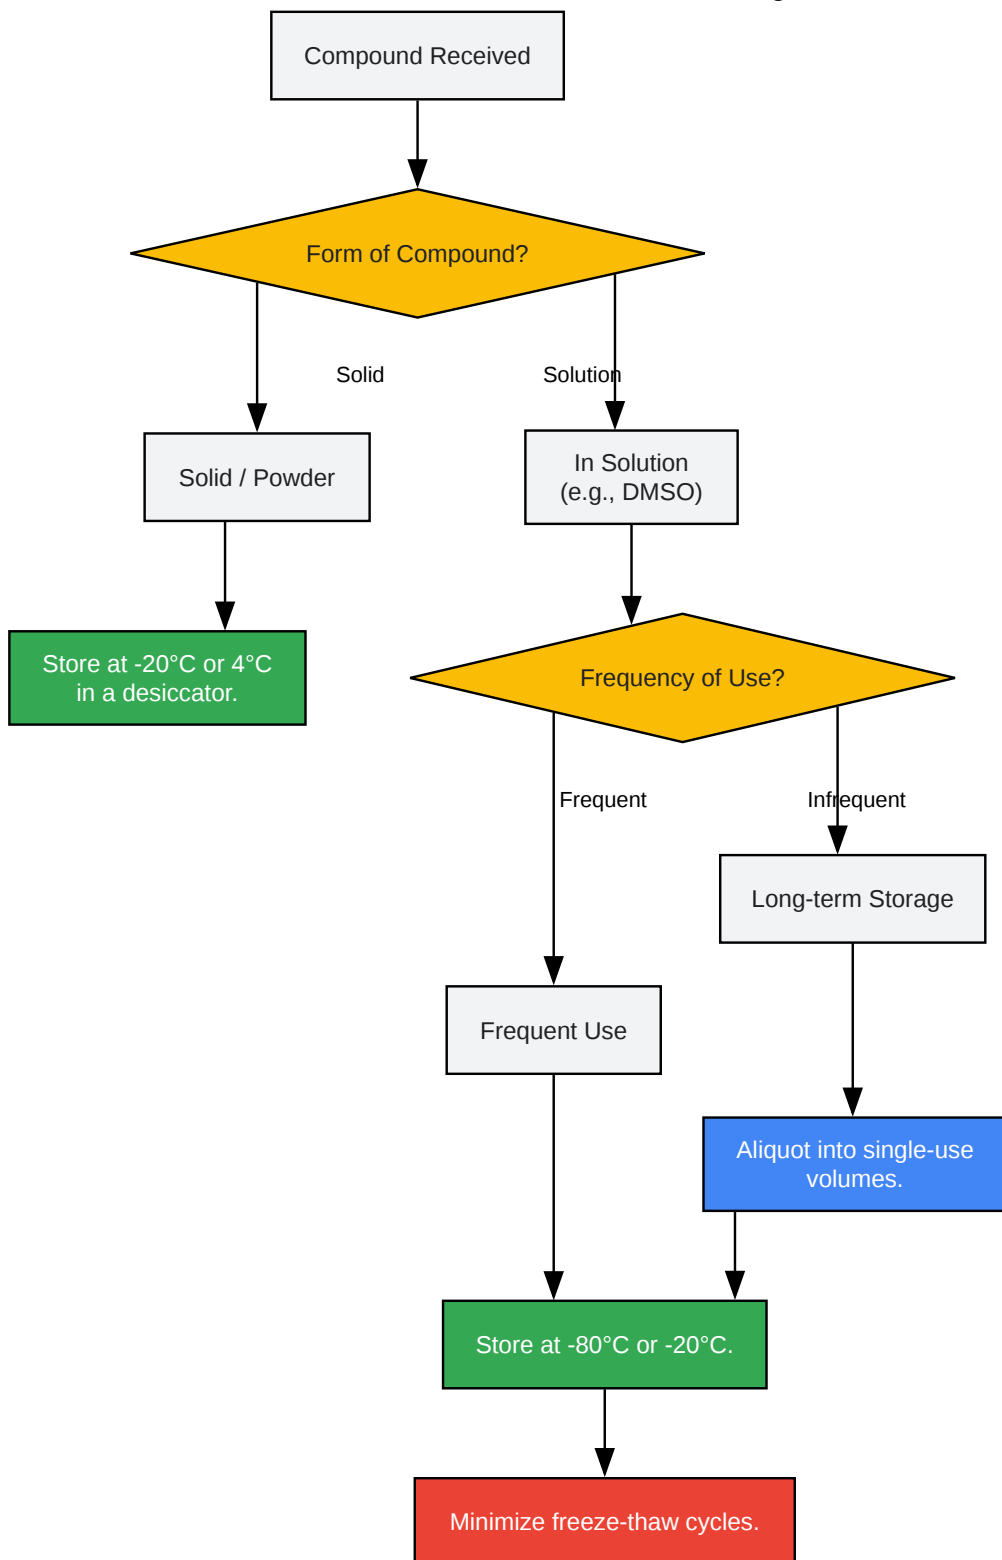 Compound Received
Form of Compound?
Solid
Solution
Solid / Powder
In Solution
(e.g., DMSO)
Store at -20°C or 4°C
in a desiccator.
Frequency of Use?
Frequent
Infrequent
Long-term Storage
Frequent Use
Aliquot into single-use
volumes.
Store at -80°C or -20°C.
Minimize freeze-thaw cycles.